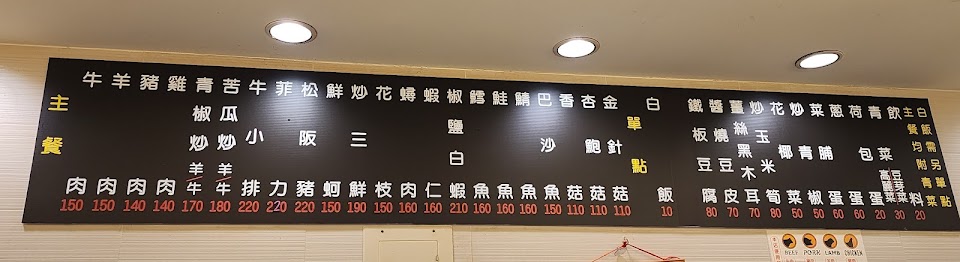 主餐
牛肉 150
羊肉 150
豬肉 140
雞肉 140
青椒炒羊牛 170
苦瓜炒羊牛 180
牛小排 220
菲力 220
松阪豬 220
鮮蚵 150
炒三鮮 190
花枝 150
蟳肉 160
蝦仁 160
椒鹽白蝦 210
鱈魚 160
鮭魚 160
鯖魚 160
巴沙魚 150
香菇 110
杏鮑菇 110
金針菇 110
單點
白飯 10
鐵板豆腐 80
醬燒豆皮 70
薑絲黑木耳 70
炒玉米筍 80
花椰菜 50
炒青椒 50
菜脯蛋 60
蔥蛋 60
荷包蛋 20
青菜 高麗菜 豆芽菜 30
飲料 20
主餐均附青菜
白飯需另單點
BEEF PORK LAMB CHICKEN